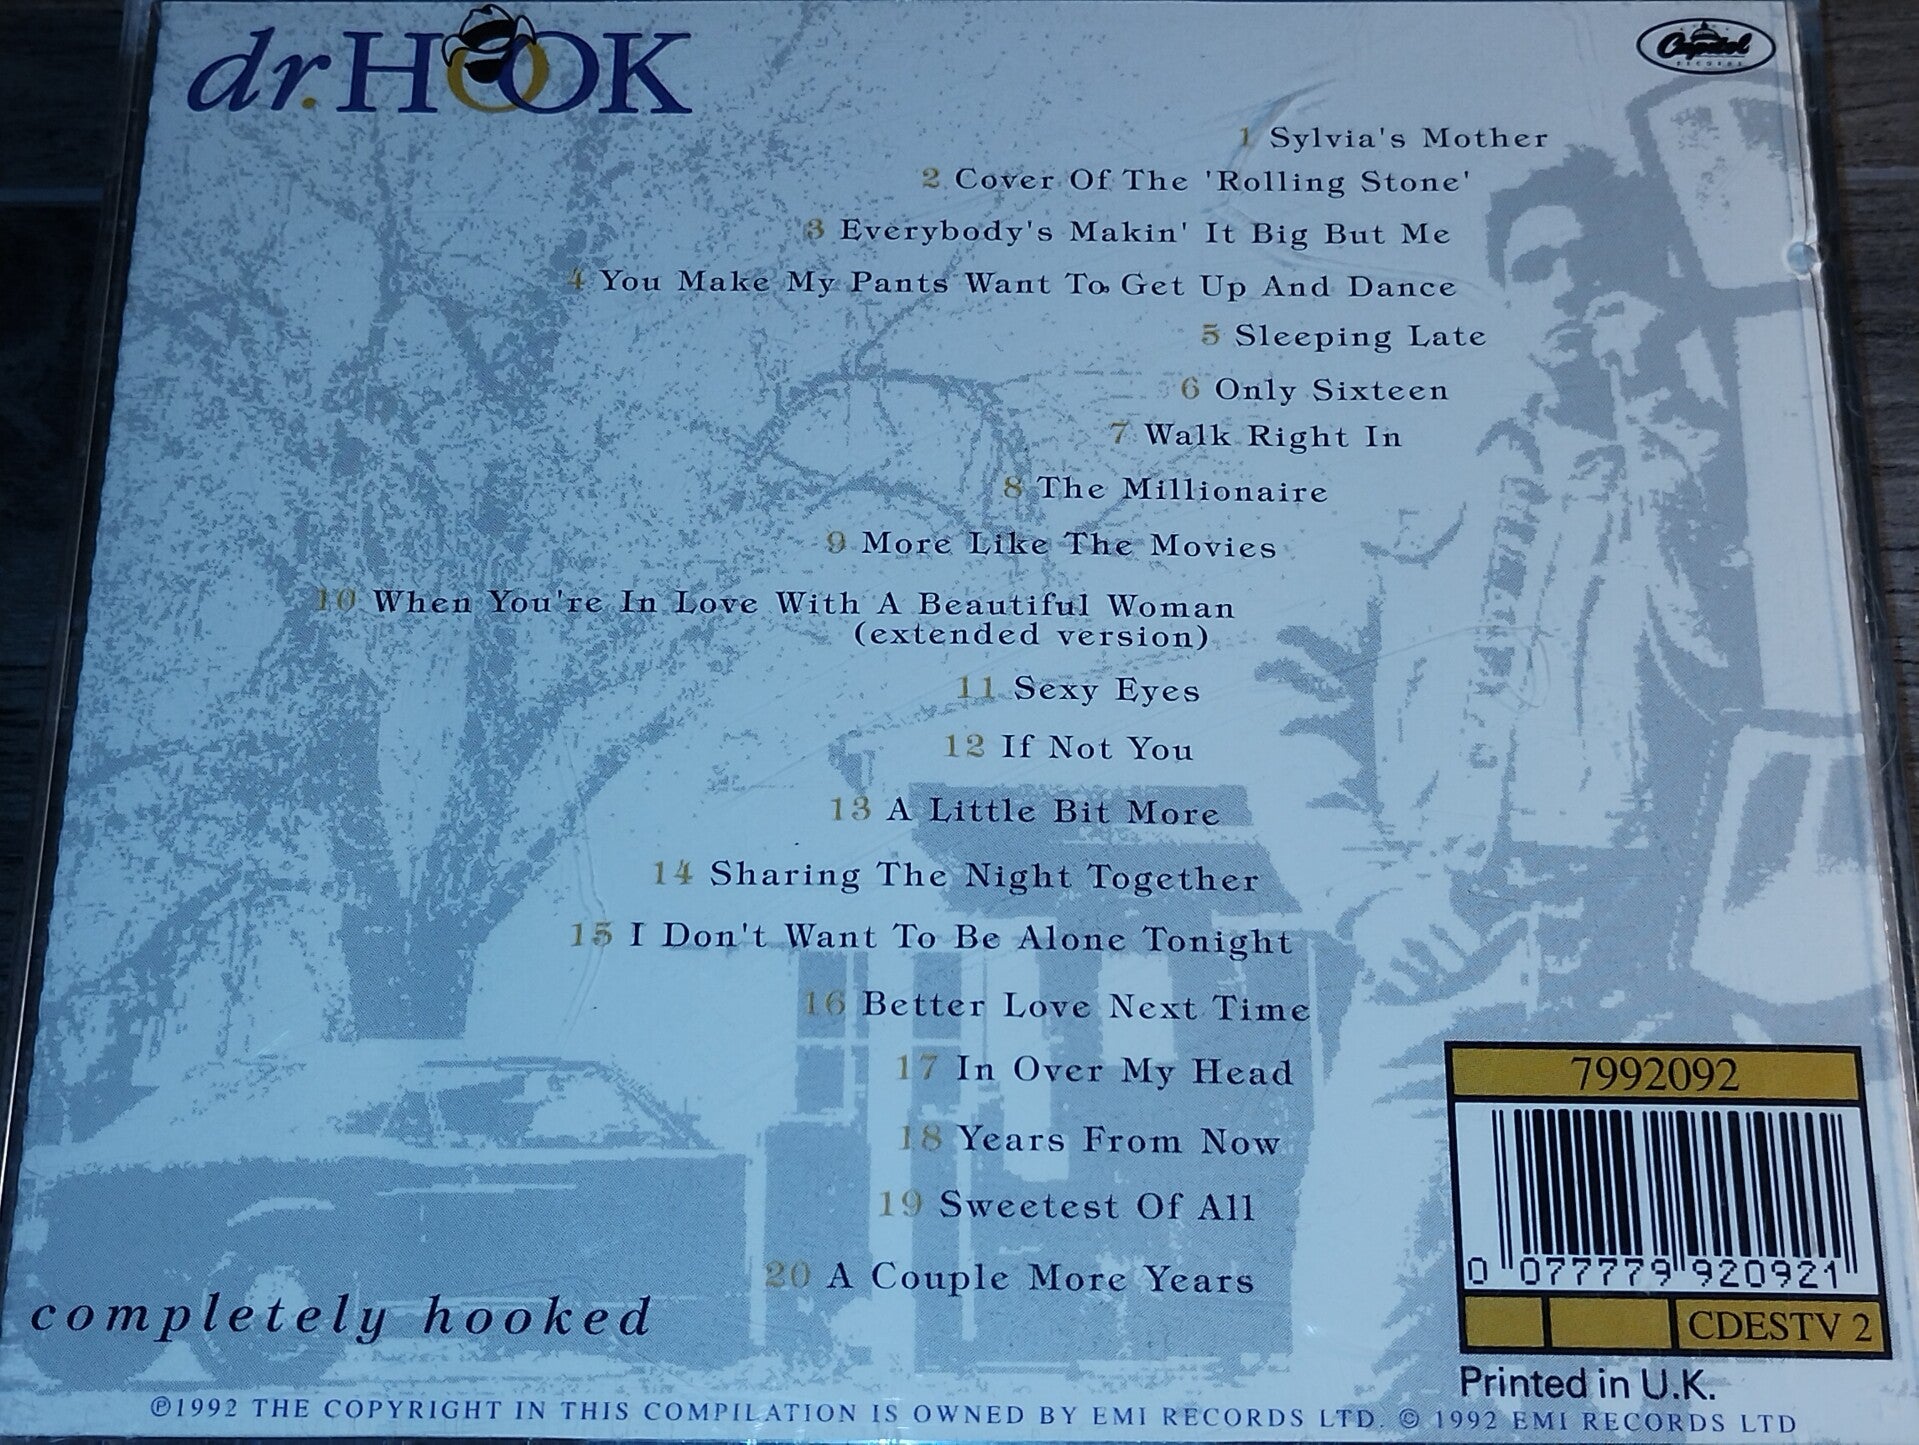 dr.HOOK
Capitol
RECORDS
1 Sylvia's Mother
2 Cover Of The 'Rolling Stone'
3 Everybody's Makin' It Big But Me
4 You Make My Pants Want To Get Up And Dance
5 Sleeping Late
6 Only Sixteen
7 Walk Right In
8 The Millionaire
9 More Like The Movies
10 When You're In Love With A Beautiful Woman
(extended version)
11 Sexy Eyes
12 If Not You
13 A Little Bit More
14 Sharing The Night Together
15 I Don't Want To Be Alone Tonight
16 Better Love Next Time
17 In Over My Head
18 Years From Now
19 Sweetest Of All
20 A Couple More Years
completely hooked
7992092
0 077779 920921
CDESTV 2
Printed in U.K.
℗1992 THE COPYRIGHT IN THIS COMPILATION IS OWNED BY EMI RECORDS LTD. © 1992 EMI RECORDS LTD